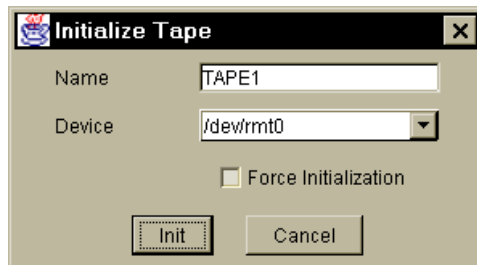 Initialize Tape
Name TAPE1
Device /dev/rmt0
Force Initialization
Init Cancel